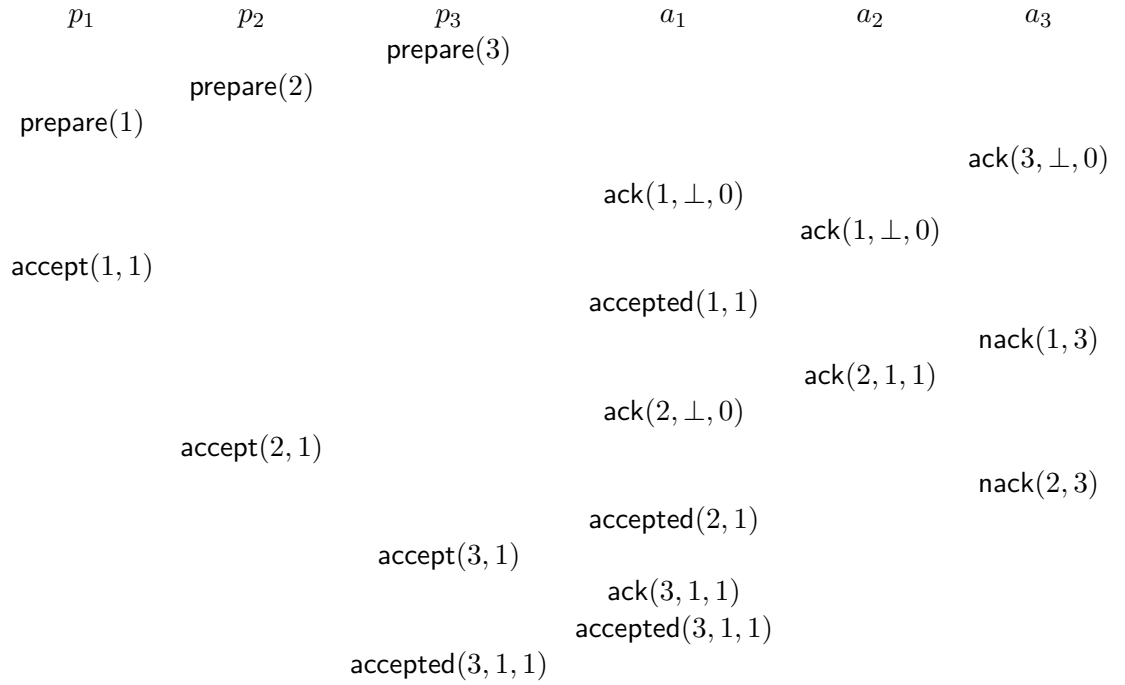 p₁ p₂ p₃ a₁ a₂ a₃
prepare(3)
prepare(2)
prepare(1)
ack(3, ⊥, 0)
ack(1, ⊥, 0)
ack(1, ⊥, 0)
accept(1, 1)
accepted(1, 1)
nack(1, 3)
ack(2, 1, 1)
ack(2, ⊥, 0)
accept(2, 1)
nack(2, 3)
accepted(2, 1)
accept(3, 1)
ack(3, 1, 1)
accepted(3, 1, 1)
accepted(3, 1, 1)